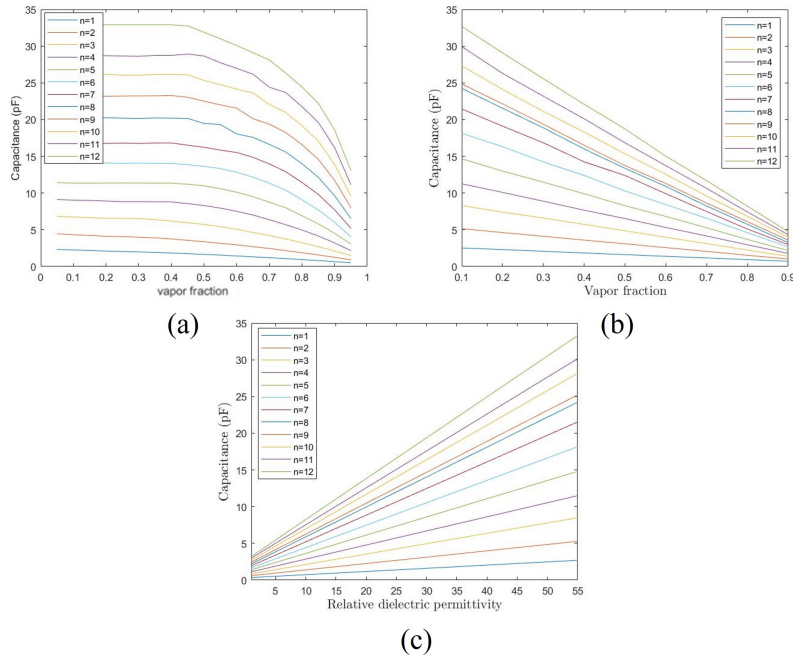 35
30
25
20
15
10
5
0
Capacitance (pF)
n=1
n=2
n=3
n=4
n=5
n=6
n=7
n=8
n=9
n=10
n=11
n=12
0 0.1 0.2 0.3 0.4 0.5 0.6 0.7 0.8 0.9 1
vapor fraction
(a)
35
30
25
20
15
10
5
0
Capacitance (pF)
n=1
n=2
n=3
n=4
n=5
n=6
n=7
n=8
n=9
n=10
n=11
n=12
0.1 0.2 0.3 0.4 0.5 0.6 0.7 0.8 0.9
Vapor fraction
(b)
35
30
25
20
15
10
5
0
Capacitance (pF)
n=1
n=2
n=3
n=4
n=5
n=6
n=7
n=8
n=9
n=10
n=11
n=12
5 10 15 20 25 30 35 40 45 50 55
Relative dielectric permittivity
(c)